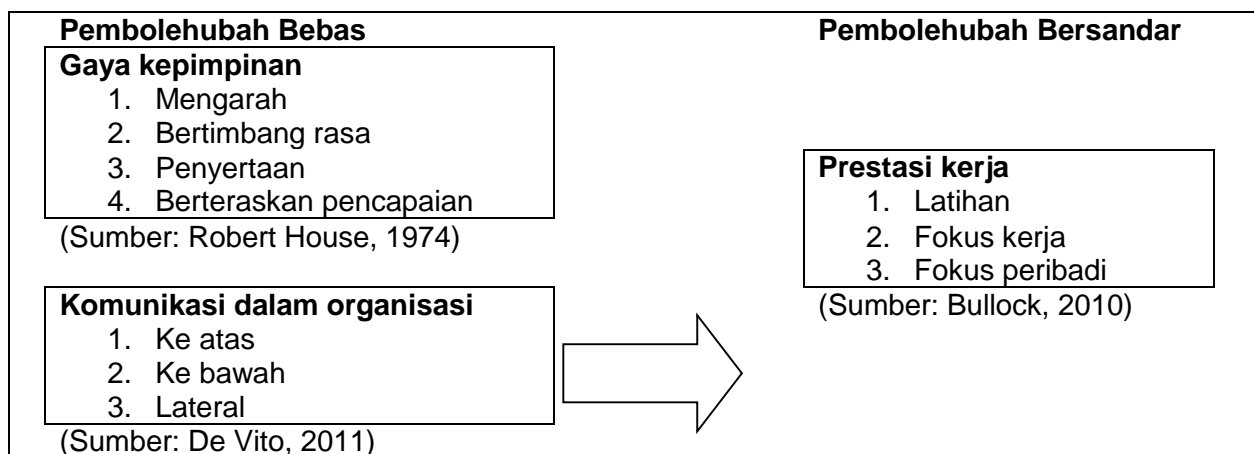 Pembolehubah Bebas
Gaya kepimpinan
1. Mengarah
2. Bertimbang rasa
3. Penyertaan
4. Berteraskan pencapaian
(Sumber: Robert House, 1974)
Komunikasi dalam organisasi
1. Ke atas
2. Ke bawah
3. Lateral
(Sumber: De Vito, 2011)
Pembolehubah Bersandar
Prestasi kerja
1. Latihan
2. Fokus kerja
3. Fokus peribadi
(Sumber: Bullock, 2010)